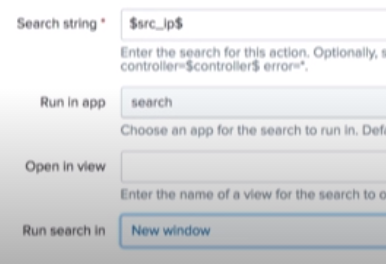 Search string * $src_ip$
Enter the search for this action. Optionally, s
controller=$controller$ error=*.
Run in app search
Choose an app for the search to run in. Defa
Open in view
Enter the name of a view for the search to o
Run search in New window